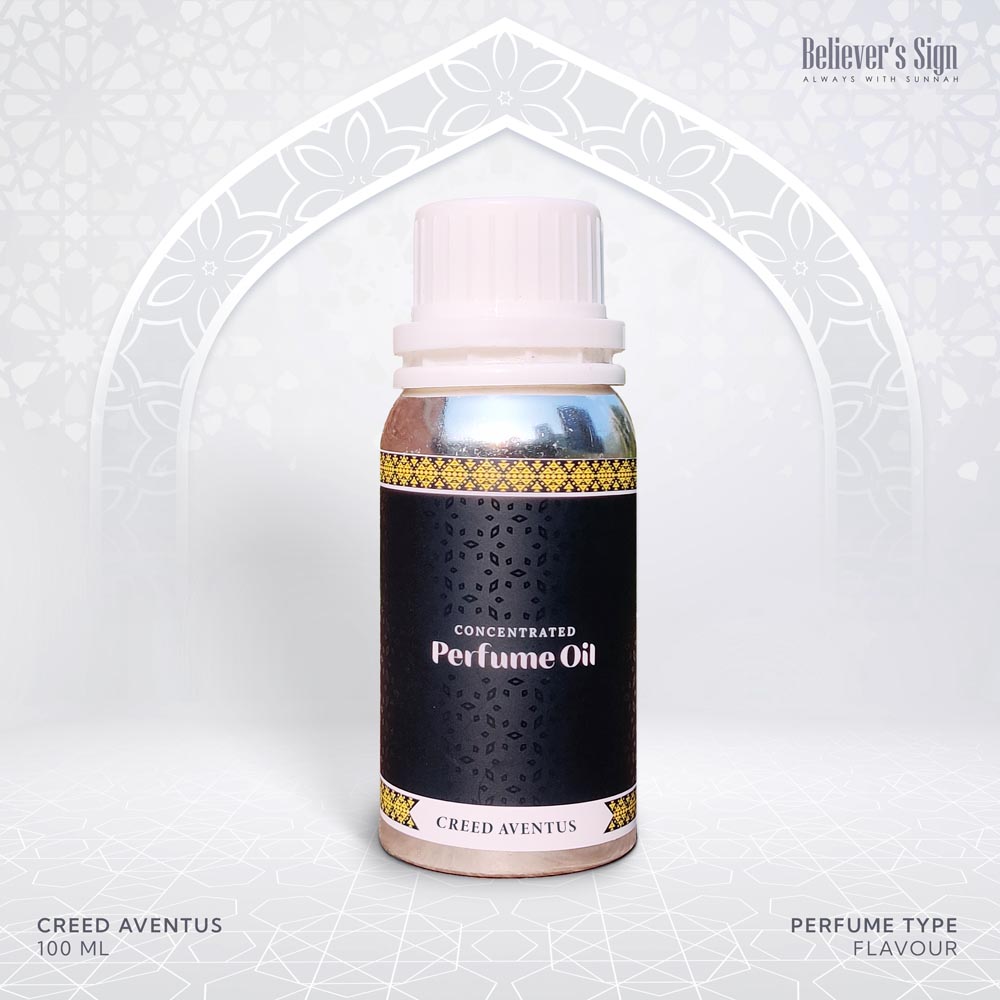 Believer's Sign
ALWAYS WITH SUNNAH
CONCENTRATED
Perfume Oil
CREED AVENTUS
CREED AVENTUS
100 ML
PERFUME TYPE
FLAVOUR